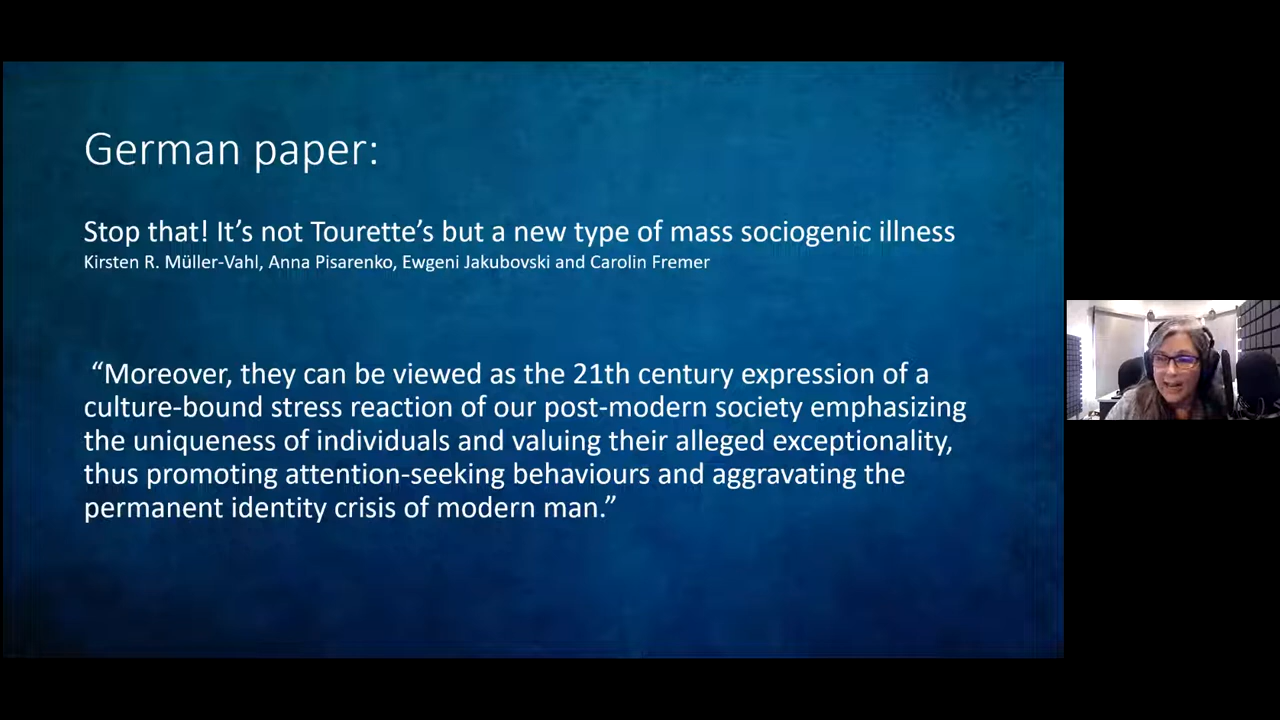 German paper:
Stop that! It’s not Tourette’s but a new type of mass sociogenic illness
Kirsten R. Müller-Vahl, Anna Pisarenko, Ewgeni Jakubovski and Carolin Fremer
“Moreover, they can be viewed as the 21th century expression of a
culture-bound stress reaction of our post-modern society emphasizing
the uniqueness of individuals and valuing their alleged exceptionality,
thus promoting attention-seeking behaviours and aggravating the
permanent identity crisis of modern man.”